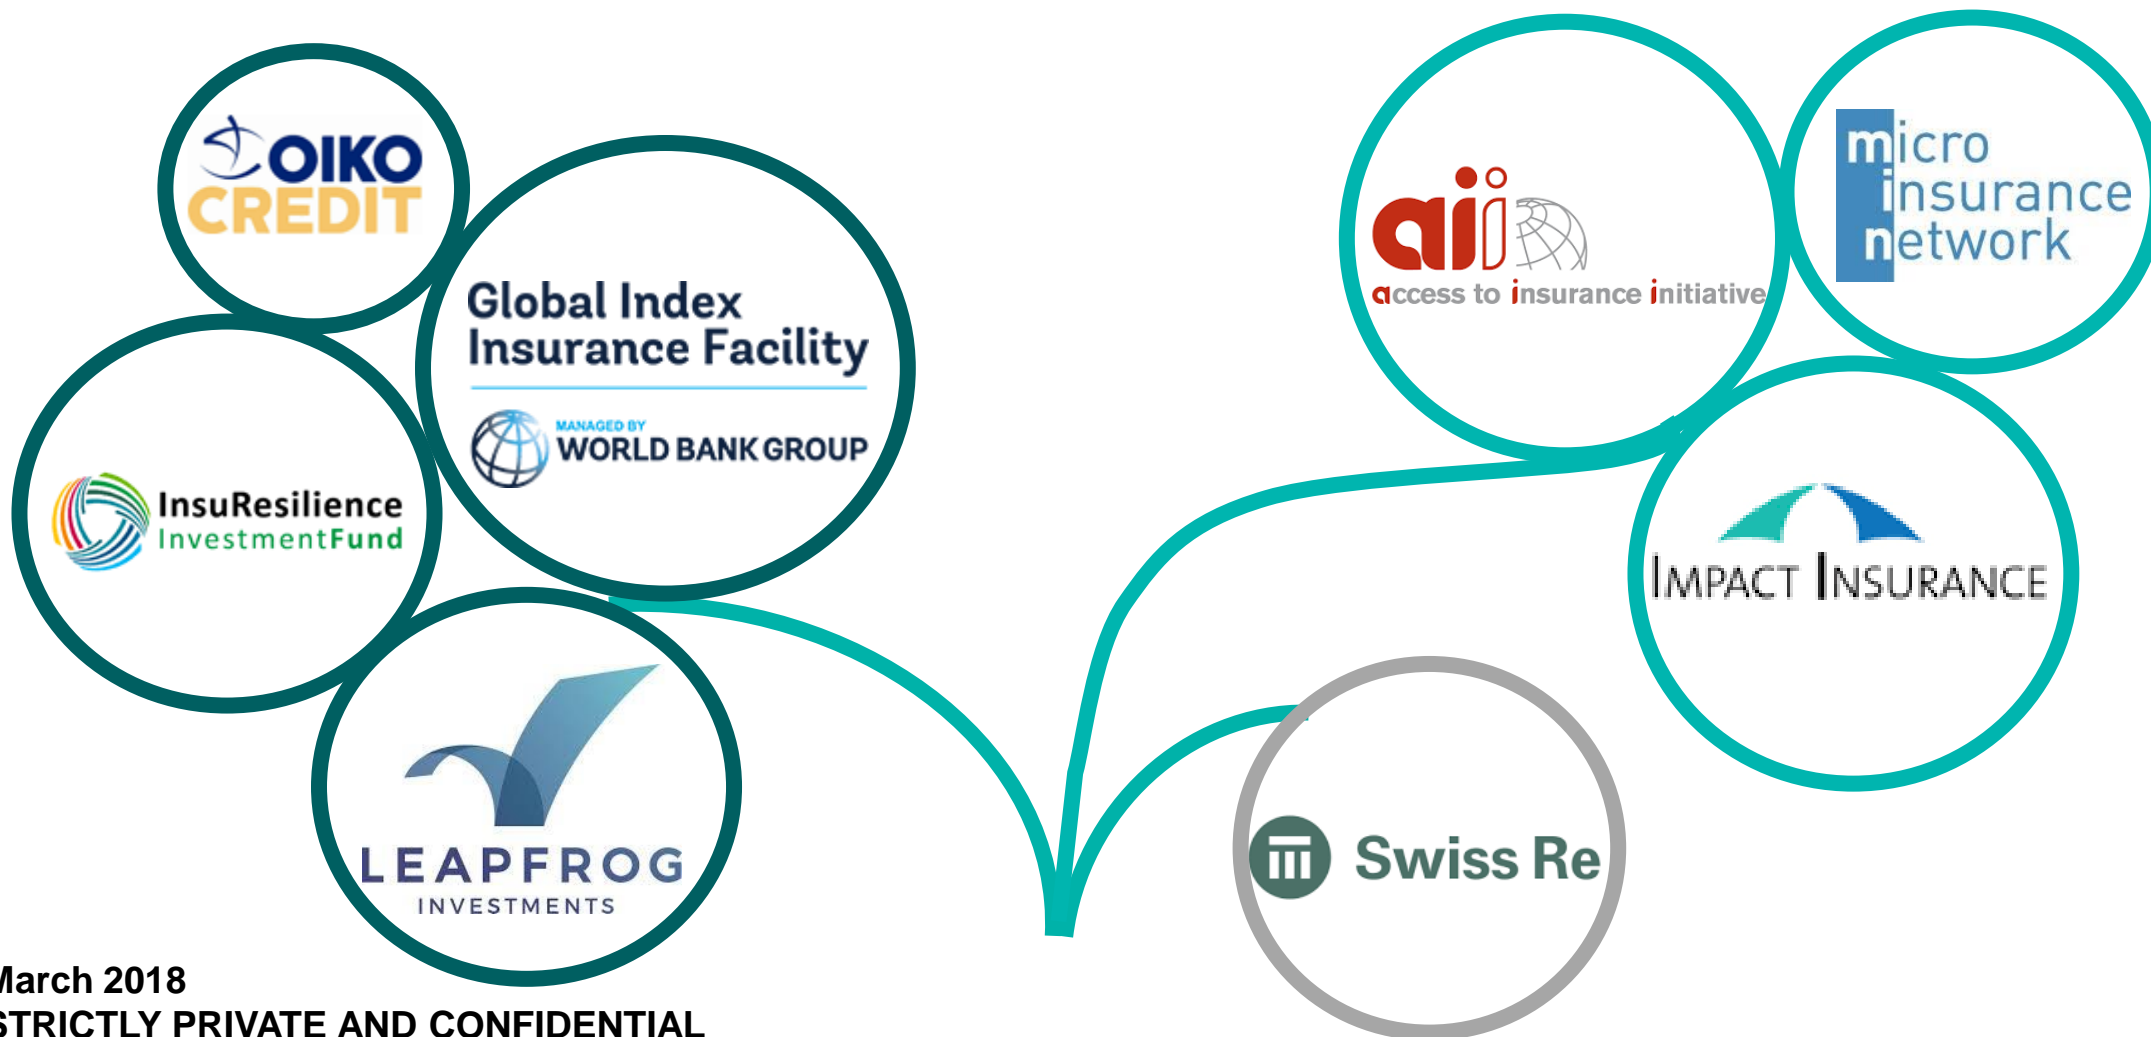 OIKO
CREDIT
Global Index
Insurance Facility
MANAGED BY
WORLD BANK GROUP
InsuResilience
InvestmentFund
LEAPFROG
INVESTMENTS
aii
access to insurance initiative
micro
insurance
network
IMPACT INSURANCE
Swiss Re
March 2018
STRICTLY PRIVATE AND CONFIDENTIAL